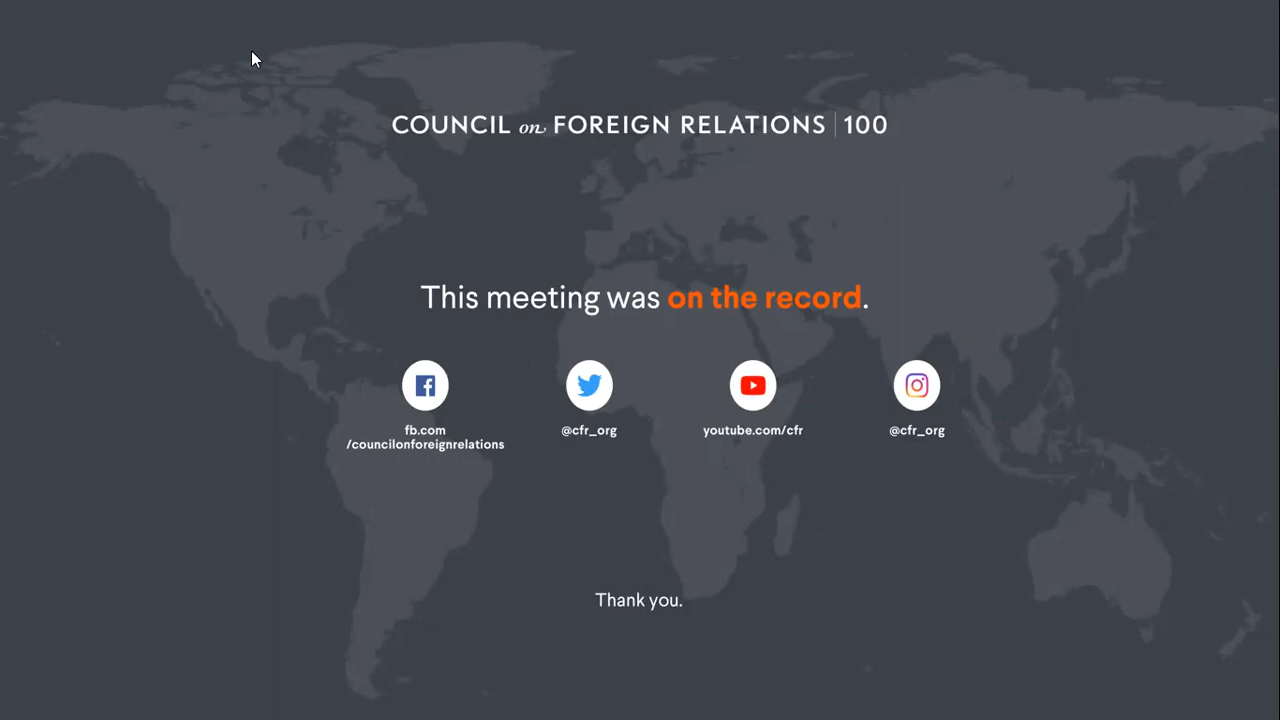 COUNCIL on FOREIGN RELATIONS | 100
This meeting was on the record.
fb.com
/councilonforeignrelations
@cfr_org
youtube.com/cfr
@cfr_org
Thank you.